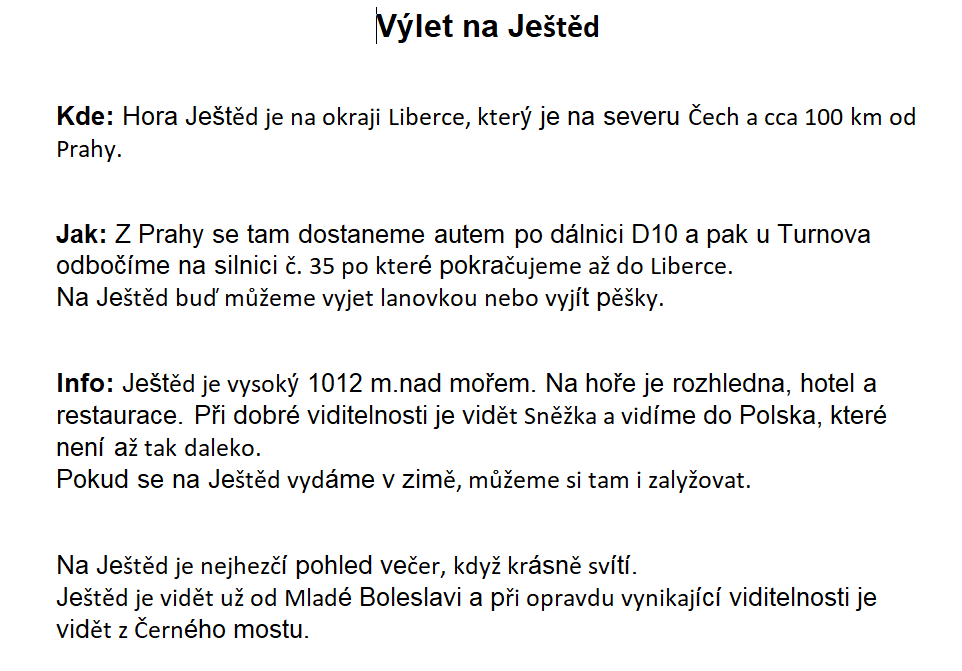 Výlet na Ještěd
Kde: Hora Ještěd je na okraji Liberce, který je na severu Čech a cca 100 km od
Prahy.
Jak: Z Prahy se tam dostaneme autem po dálnici D10 a pak u Turnova
odbočíme na silnici č. 35 po které pokračujeme až do Liberce.
Na Ještěd buď můžeme vyjet lanovkou nebo vyjít pěšky.
Info: Ještěd je vysoký 1012 m.nad mořem. Na hoře je rozhledna, hotel a
restaurace. Při dobré viditelnosti je vidět Sněžka a vidíme do Polska, které
není až tak daleko.
Pokud se na Ještěd vydáme v zimě, můžeme si tam i zalyžovat.
Na Ještěd je nejhezčí pohled večer, když krásně svítí.
Ještěd je vidět už od Mladé Boleslavi a při opravdu vynikající viditelnosti je
vidět z Černého mostu.